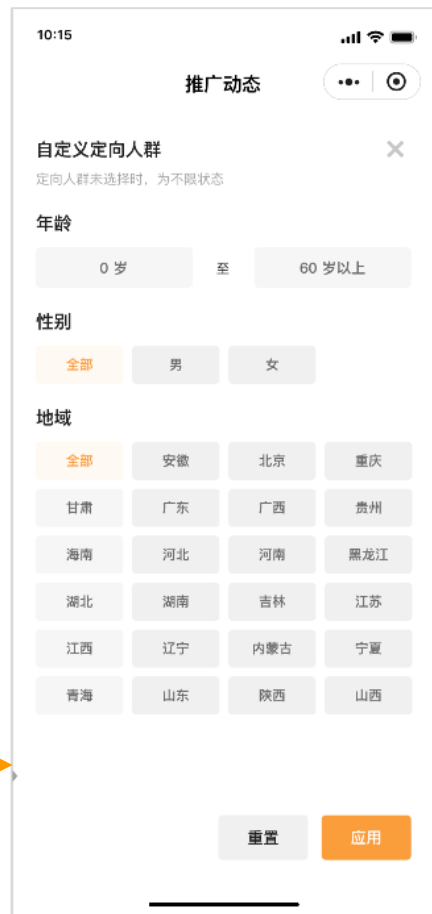 10:15
推广动态
自定义定向人群
定向人群未选择时，为不限状态
年龄
0 岁 至 60 岁以上
性别
全部 男 女
地域
全部 安徽 北京 重庆
甘肃 广东 广西 贵州
海南 河北 河南 黑龙江
湖北 湖南 吉林 江苏
江西 辽宁 内蒙古 宁夏
青海 山东 陕西 山西
重置 应用